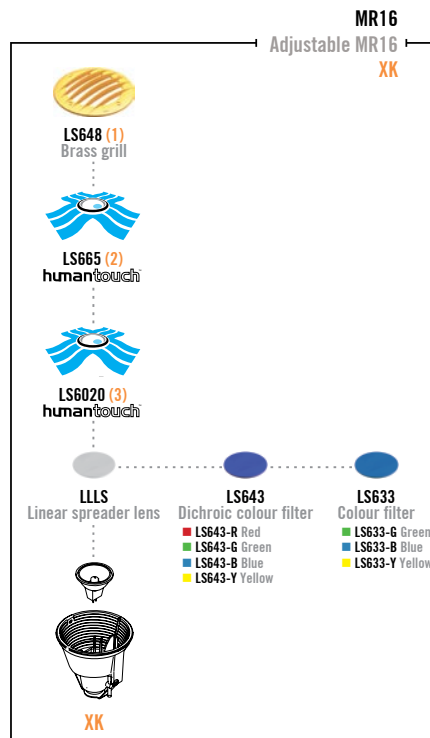 MR16
Adjustable MR16
XK
LS648 (1)
Brass grill
LS665 (2)
humantouch
LS6020 (3)
humantouch
LLLS
Linear spreader lens
LS643
Dichroic colour filter
LS643-R Red
LS643-G Green
LS643-B Blue
LS643-Y Yellow
LS633
Colour filter
LS633-G Green
LS633-B Blue
LS633-Y Yellow
XK